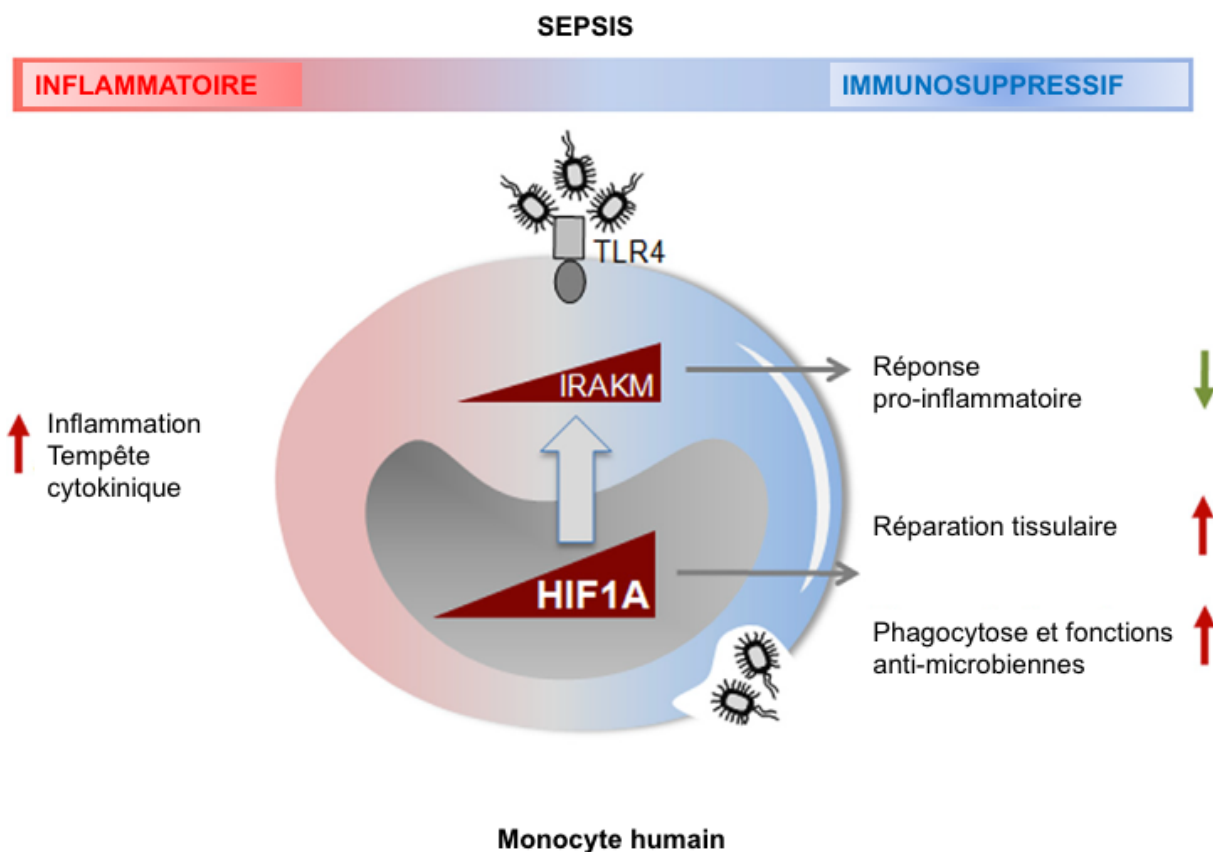 SEPSIS
INFLAMMATOIRE
IMMUNOSUPPRESSIF
TLR4
IRAKM
Réponse
pro-inflammatoire
Inflammation
Tempête
cytokinique
Réparation tissulaire
HIF1A
Phagocytose et fonctions
anti-microbiennes
Monocyte humain